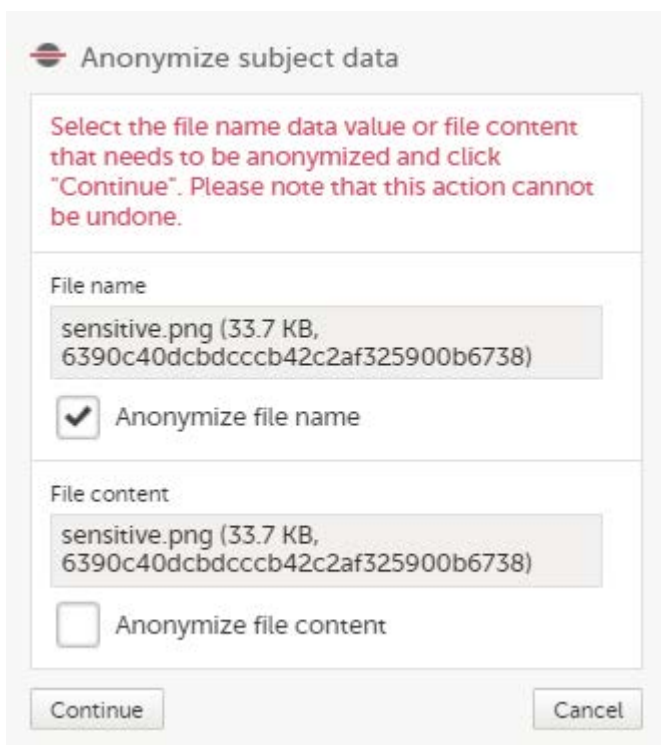 Anonymize subject data
Select the file name data value or file content
that needs to be anonymized and click
"Continue". Please note that this action cannot
be undone.
File name
sensitive.png (33.7 KB,
6390c40dcbdcccb42c2af325900b6738)
Anonymize file name
File content
sensitive.png (33.7 KB,
6390c40dcbdcccb42c2af325900b6738)
Anonymize file content
Continue
Cancel